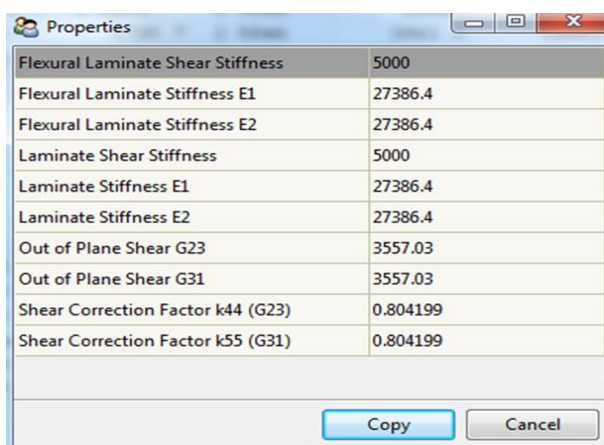 Properties
Flexural Laminate Shear Stiffness 5000
Flexural Laminate Stiffness E1 27386.4
Flexural Laminate Stiffness E2 27386.4
Laminate Shear Stiffness 5000
Laminate Stiffness E1 27386.4
Laminate Stiffness E2 27386.4
Out of Plane Shear G23 3557.03
Out of Plane Shear G31 3557.03
Shear Correction Factor k44 (G23) 0.804199
Shear Correction Factor k55 (G31) 0.804199
Copy Cancel